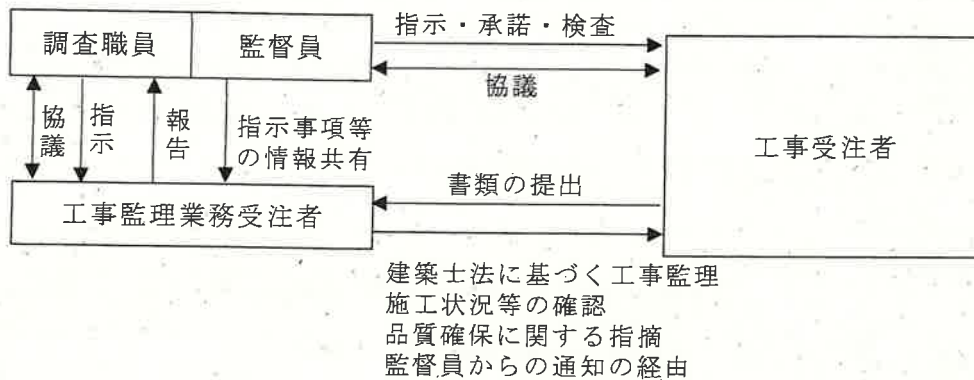 調査職員
監督員
指示・承諾・検査
協議
工事受注者
協議
指示
報告
指示事項等
の情報共有
書類の提出
工事監理業務受注者
建築士法に基づく工事監理
施工状況等の確認
品質確保に関する指摘
監督員からの通知の経由